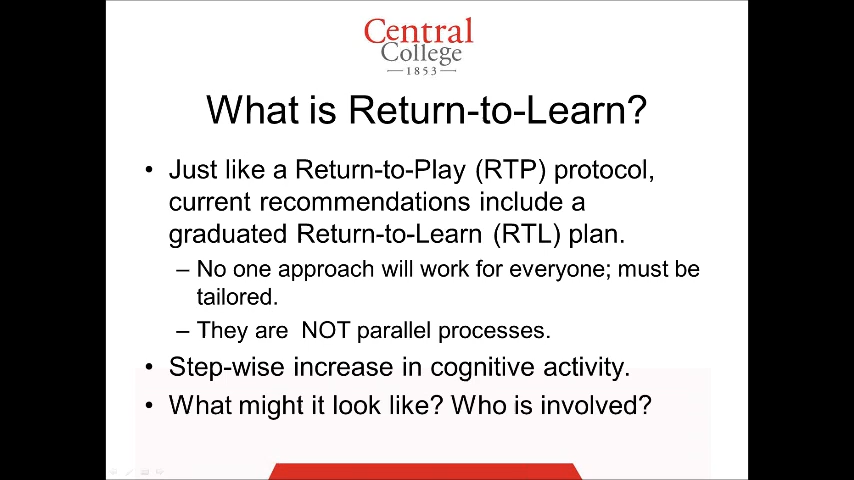 Central
College
1853
What is Return-to-Learn?
• Just like a Return-to-Play (RTP) protocol,
current recommendations include a
graduated Return-to-Learn (RTL) plan.
– No one approach will work for everyone; must be
tailored.
– They are NOT parallel processes.
• Step-wise increase in cognitive activity.
• What might it look like? Who is involved?